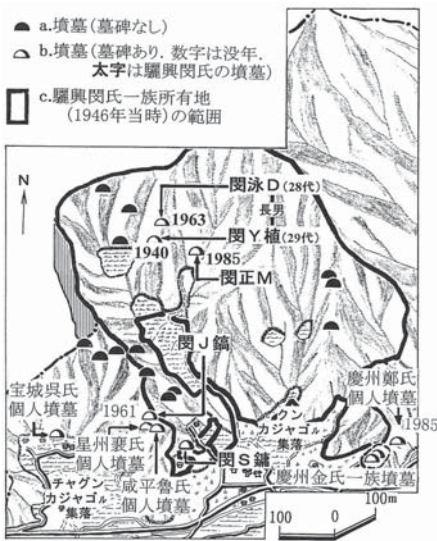 a.墳墓(墓碑なし)
b.墳墓(墓碑あり.数字は没年.
太字は驪興閔氏の墳墓)
c.驪興閔氏一族所有地
(1946年当時)の範囲
N
閔泳D(28代)
長男
1963
閔Y植(29代)
1940
1985
閔正M
閔J鎬
宝城呉氏
個人墳墓
1961
星州裵氏
個人墳墓
クン
カジャゴル
集落
慶州鄭氏
個人墳墓
1985
閔S鏞
チャグン
カジャゴル
集落
咸平魯氏
個人墳墓
慶州金氏一族墳墓
100 0 100m